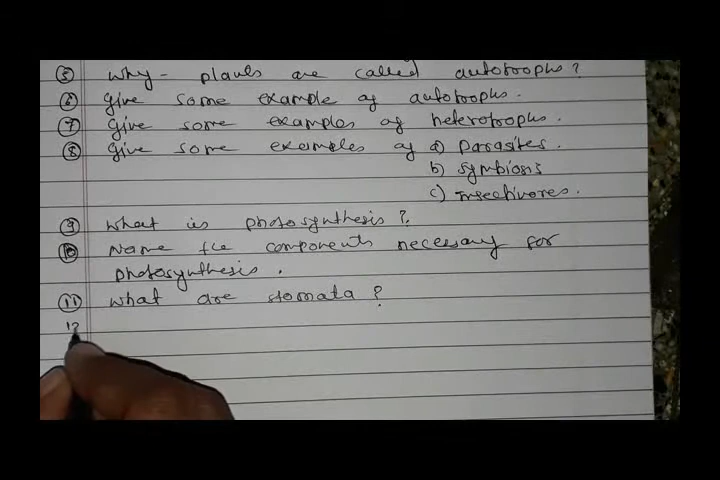 5 Why - plants are called autotrophs?
6 Give some example of autotrophs.
7 Give some examples of heterotrophs.
8 Give some exemples of a) Parasites.
b) Symbiosis
c) Insectivores.
9 What is photosynthesis?
10 Name the components necessary for
photosynthesis.
11 What are stomata?
12